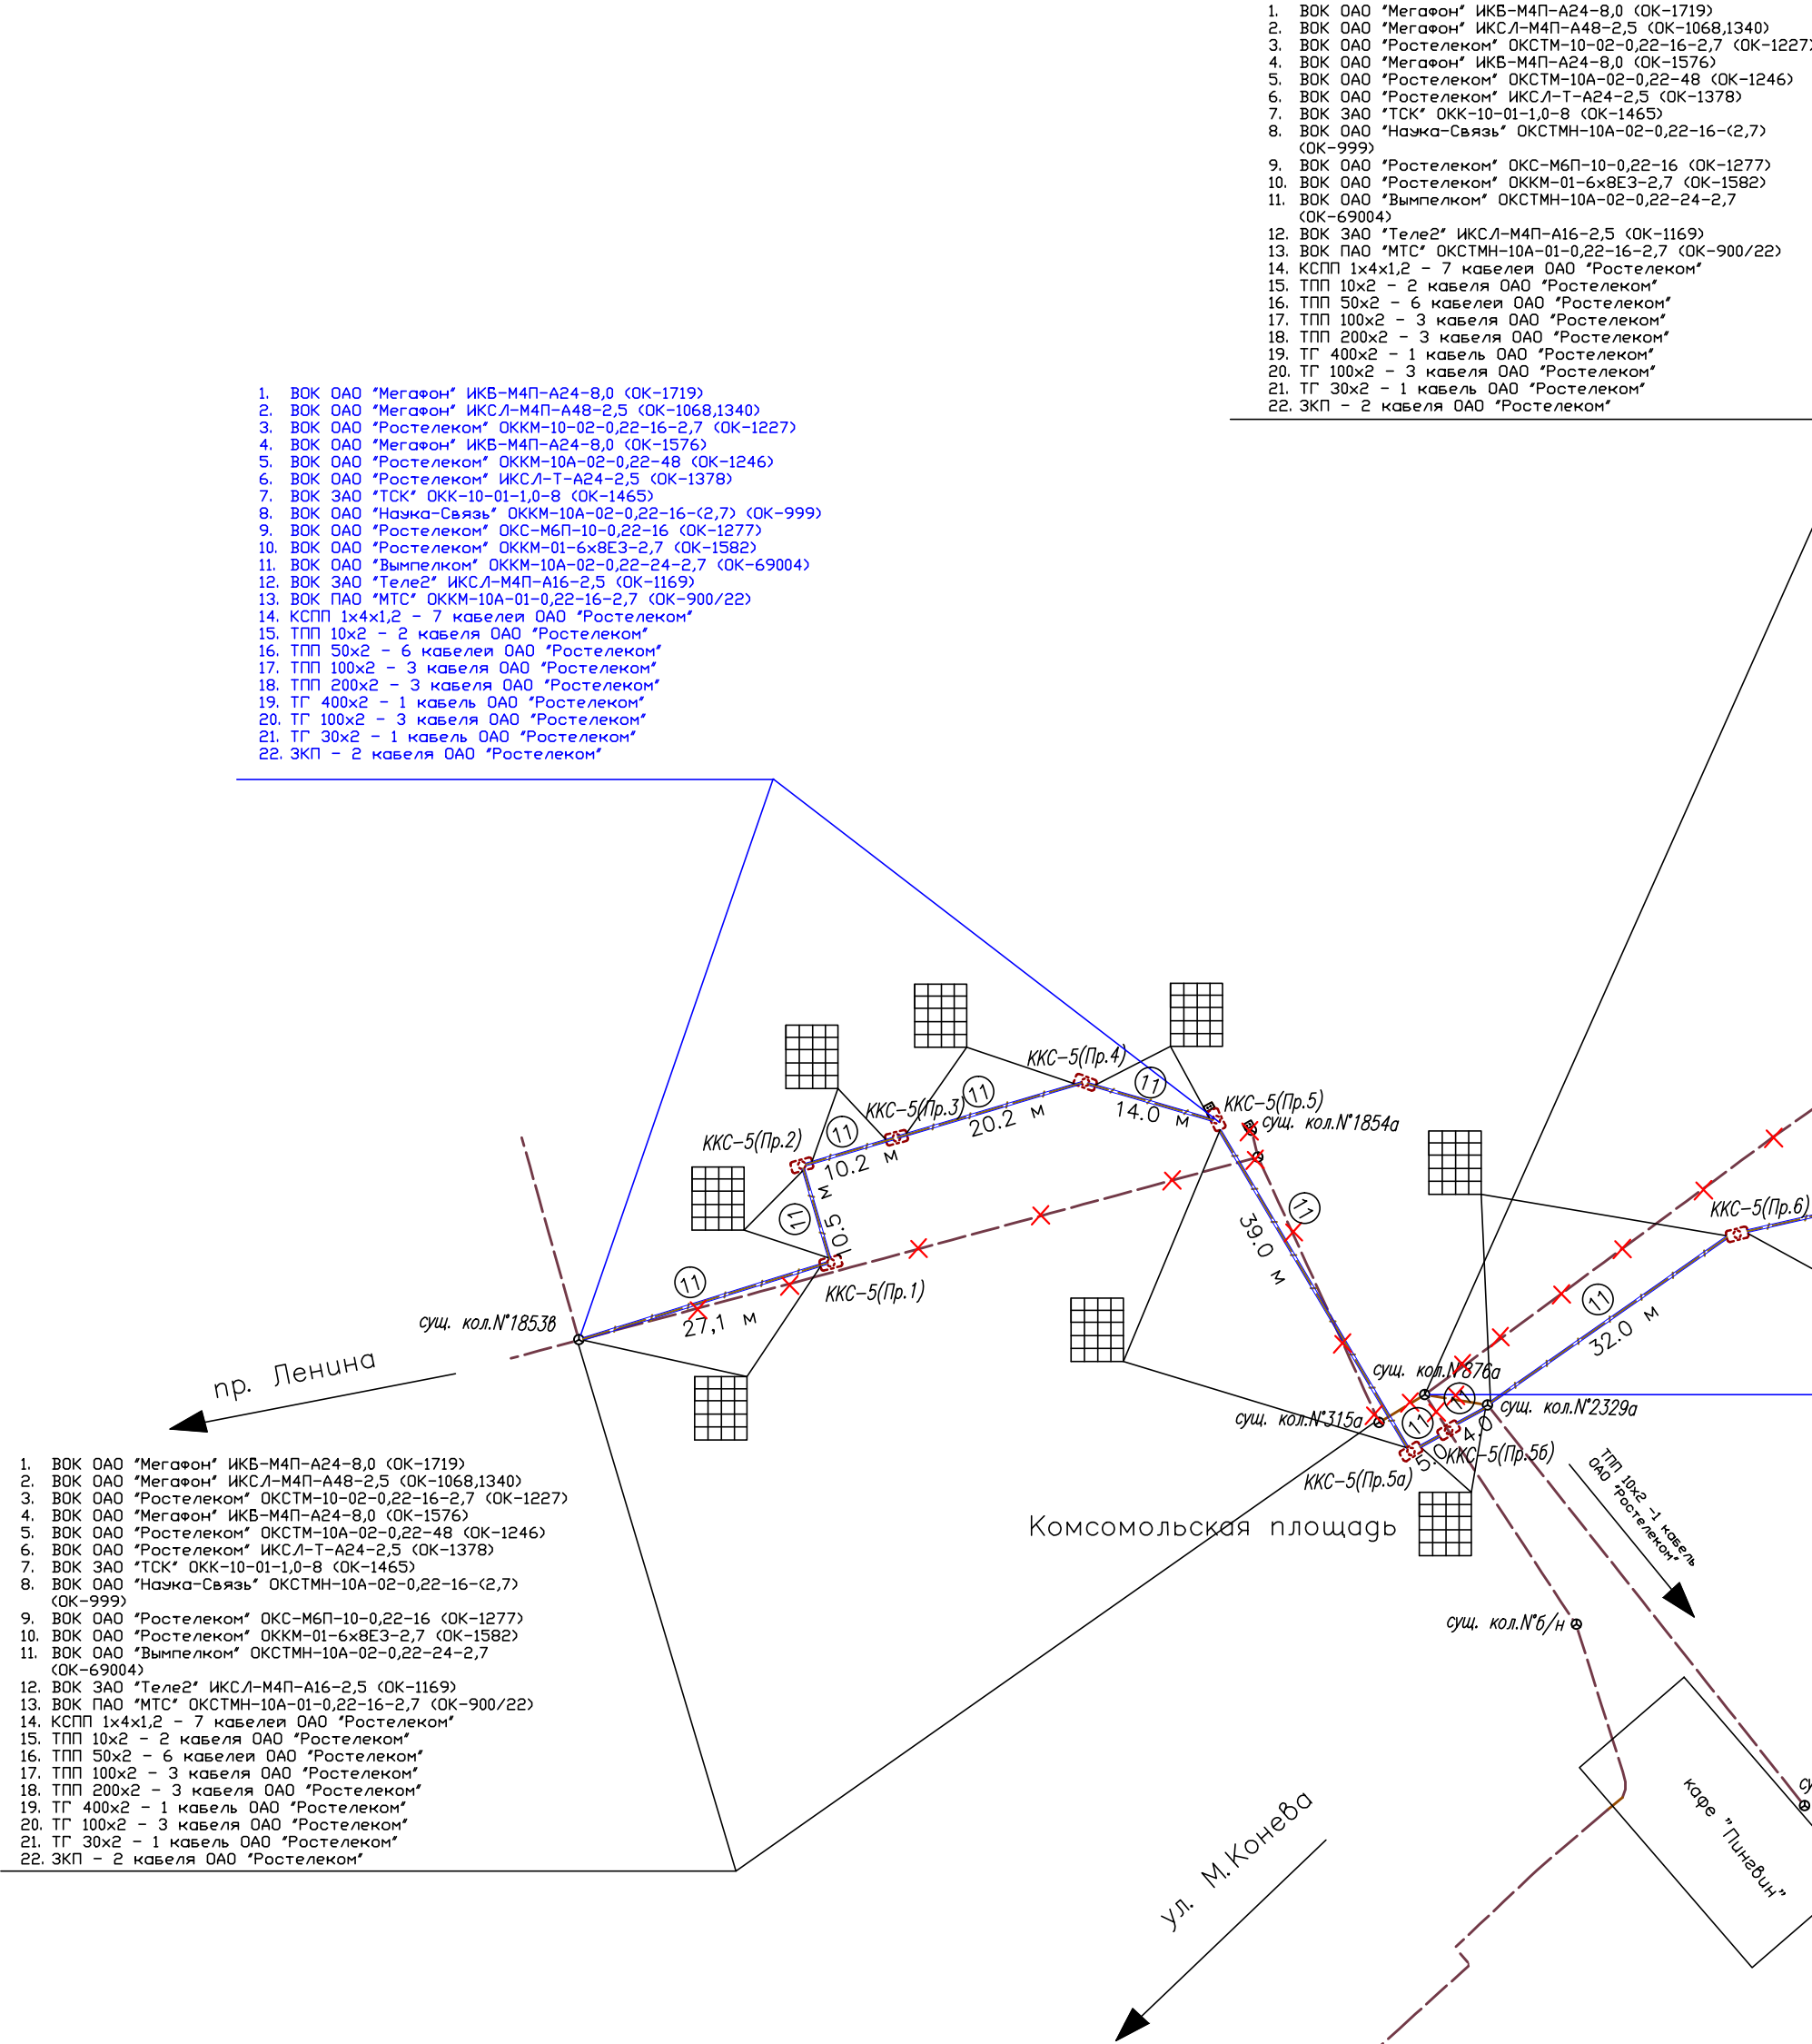 1. ВОК ОАО "Мегафон" ИКБ-М4П-А24-8,0 (ОК-1719)
2. ВОК ОАО "Мегафон" ИКСЛ-М4П-А48-2,5 (ОК-1068,1340)
3. ВОК ОАО "Ростелеком" ОКСТМ-10-02-0,22-16-2,7 (ОК-1227)
4. ВОК ОАО "Мегафон" ИКБ-М4П-А24-8,0 (ОК-1576)
5. ВОК ОАО "Ростелеком" ОКСТМ-10А-02-0,22-48 (ОК-1246)
6. ВОК ОАО "Ростелеком" ИКСЛ-Т-А24-2,5 (ОК-1378)
7. ВОК ЗАО "ТСК" ОКК-10-01-1,0-8 (ОК-1465)
8. ВОК ОАО "Наука-Связь" ОКСТМН-10А-02-0,22-16-(2,7)
(ОК-999)
9. ВОК ОАО "Ростелеком" ОКС-М6П-10-0,22-16 (ОК-1277)
10. ВОК ОАО "Ростелеком" ОККМ-01-6х8ЕЗ-2,7 (ОК-1582)
11. ВОК ОАО "Вымпелком" ОКСТМН-10А-02-0,22-24-2,7
(ОК-69004)
12. ВОК ЗАО "Теле2" ИКСЛ-М4П-А16-2,5 (ОК-1169)
13. ВОК ПАО "МТС" ОКСТМН-10А-01-0,22-16-2,7 (ОК-900/22)
14. КСПП 1х4х1,2 - 7 кабелей ОАО "Ростелеком"
15. ТПП 10х2 - 2 кабеля ОАО "Ростелеком"
16. ТПП 50х2 - 6 кабелей ОАО "Ростелеком"
17. ТПП 100х2 - 3 кабеля ОАО "Ростелеком"
18. ТПП 200х2 - 3 кабеля ОАО "Ростелеком"
19. ТГ 400х2 - 1 кабель ОАО "Ростелеком"
20. ТГ 100х2 - 3 кабеля ОАО "Ростелеком"
21. ТГ 30х2 - 1 кабель ОАО "Ростелеком"
22. ЗКП - 2 кабеля ОАО "Ростелеком"
1. ВОК ОАО "Мегафон" ИКБ-М4П-А24-8,0 (ОК-1719)
2. ВОК ОАО "Мегафон" ИКСЛ-М4П-А48-2,5 (ОК-1068,1340)
3. ВОК ОАО "Ростелеком" ОККМ-10-02-0,22-16-2,7 (ОК-1227)
4. ВОК ОАО "Мегафон" ИКБ-М4П-А24-8,0 (ОК-1576)
5. ВОК ОАО "Ростелеком" ОККМ-10А-02-0,22-48 (ОК-1246)
6. ВОК ОАО "Ростелеком" ИКСЛ-Т-А24-2,5 (ОК-1378)
7. ВОК ЗАО "ТСК" ОКК-10-01-1,0-8 (ОК-1465)
8. ВОК ОАО "Наука-Связь" ОККМ-10А-02-0,22-16-(2,7) (ОК-999)
9. ВОК ОАО "Ростелеком" ОКС-М6П-10-0,22-16 (ОК-1277)
10. ВОК ОАО "Ростелеком" ОККМ-01-6х8ЕЗ-2,7 (ОК-1582)
11. ВОК ОАО "Вымпелком" ОККМ-10А-02-0,22-24-2,7 (ОК-69004)
12. ВОК ЗАО "Теле2" ИКСЛ-М4П-А16-2,5 (ОК-1169)
13. ВОК ПАО "МТС" ОККМ-10А-01-0,22-16-2,7 (ОК-900/22)
14. КСПП 1х4х1,2 - 7 кабелей ОАО "Ростелеком"
15. ТПП 10х2 - 2 кабеля ОАО "Ростелеком"
16. ТПП 50х2 - 6 кабелей ОАО "Ростелеком"
17. ТПП 100х2 - 3 кабеля ОАО "Ростелеком"
18. ТПП 200х2 - 3 кабеля ОАО "Ростелеком"
19. ТГ 400х2 - 1 кабель ОАО "Ростелеком"
20. ТГ 100х2 - 3 кабеля ОАО "Ростелеком"
21. ТГ 30х2 - 1 кабель ОАО "Ростелеком"
22. ЗКП - 2 кабеля ОАО "Ростелеком"
ККС-5(Пр.4)
11
11
14.0 м
ККС-5(Пр.5)
сущ. кол.N°1854а
ККС-5(Пр.3)
20.2 м
11
ККС-5(Пр.2)
10.2 м
11
10.5 м
11
39.0 м
ККС-5(Пр.6)
11
ККС-5(Пр.1)
27,1 м
сущ. кол.N°1853в
11
32.0 м
пр. Ленина
сущ. кол.N°876а
11
сущ. кол.N°2329а
сущ. кол.N°315а
11
4.0
5.0
ККС-5(Пр.5б)
ККС-5(Пр.5а)
ТПП 10х2 -1 кабель
ОАО "Ростелеком"
Комсомольская площадь
сущ. кол.N°б/н
1. ВОК ОАО "Мегафон" ИКБ-М4П-А24-8,0 (ОК-1719)
2. ВОК ОАО "Мегафон" ИКСЛ-М4П-А48-2,5 (ОК-1068,1340)
3. ВОК ОАО "Ростелеком" ОКСТМ-10-02-0,22-16-2,7 (ОК-1227)
4. ВОК ОАО "Мегафон" ИКБ-М4П-А24-8,0 (ОК-1576)
5. ВОК ОАО "Ростелеком" ОКСТМ-10А-02-0,22-48 (ОК-1246)
6. ВОК ОАО "Ростелеком" ИКСЛ-Т-А24-2,5 (ОК-1378)
7. ВОК ЗАО "ТСК" ОКК-10-01-1,0-8 (ОК-1465)
8. ВОК ОАО "Наука-Связь" ОКСТМН-10А-02-0,22-16-(2,7)
(ОК-999)
9. ВОК ОАО "Ростелеком" ОКС-М6П-10-0,22-16 (ОК-1277)
10. ВОК ОАО "Ростелеком" ОККМ-01-6х8ЕЗ-2,7 (ОК-1582)
11. ВОК ОАО "Вымпелком" ОКСТМН-10А-02-0,22-24-2,7
(ОК-69004)
12. ВОК ЗАО "Теле2" ИКСЛ-М4П-А16-2,5 (ОК-1169)
13. ВОК ПАО "МТС" ОКСТМН-10А-01-0,22-16-2,7 (ОК-900/22)
14. КСПП 1х4х1,2 - 7 кабелей ОАО "Ростелеком"
15. ТПП 10х2 - 2 кабеля ОАО "Ростелеком"
16. ТПП 50х2 - 6 кабелей ОАО "Ростелеком"
17. ТПП 100х2 - 3 кабеля ОАО "Ростелеком"
18. ТПП 200х2 - 3 кабеля ОАО "Ростелеком"
19. ТГ 400х2 - 1 кабель ОАО "Ростелеком"
20. ТГ 100х2 - 3 кабеля ОАО "Ростелеком"
21. ТГ 30х2 - 1 кабель ОАО "Ростелеком"
22. ЗКП - 2 кабеля ОАО "Ростелеком"
кафе "Пингвин"
ул. М.Конева